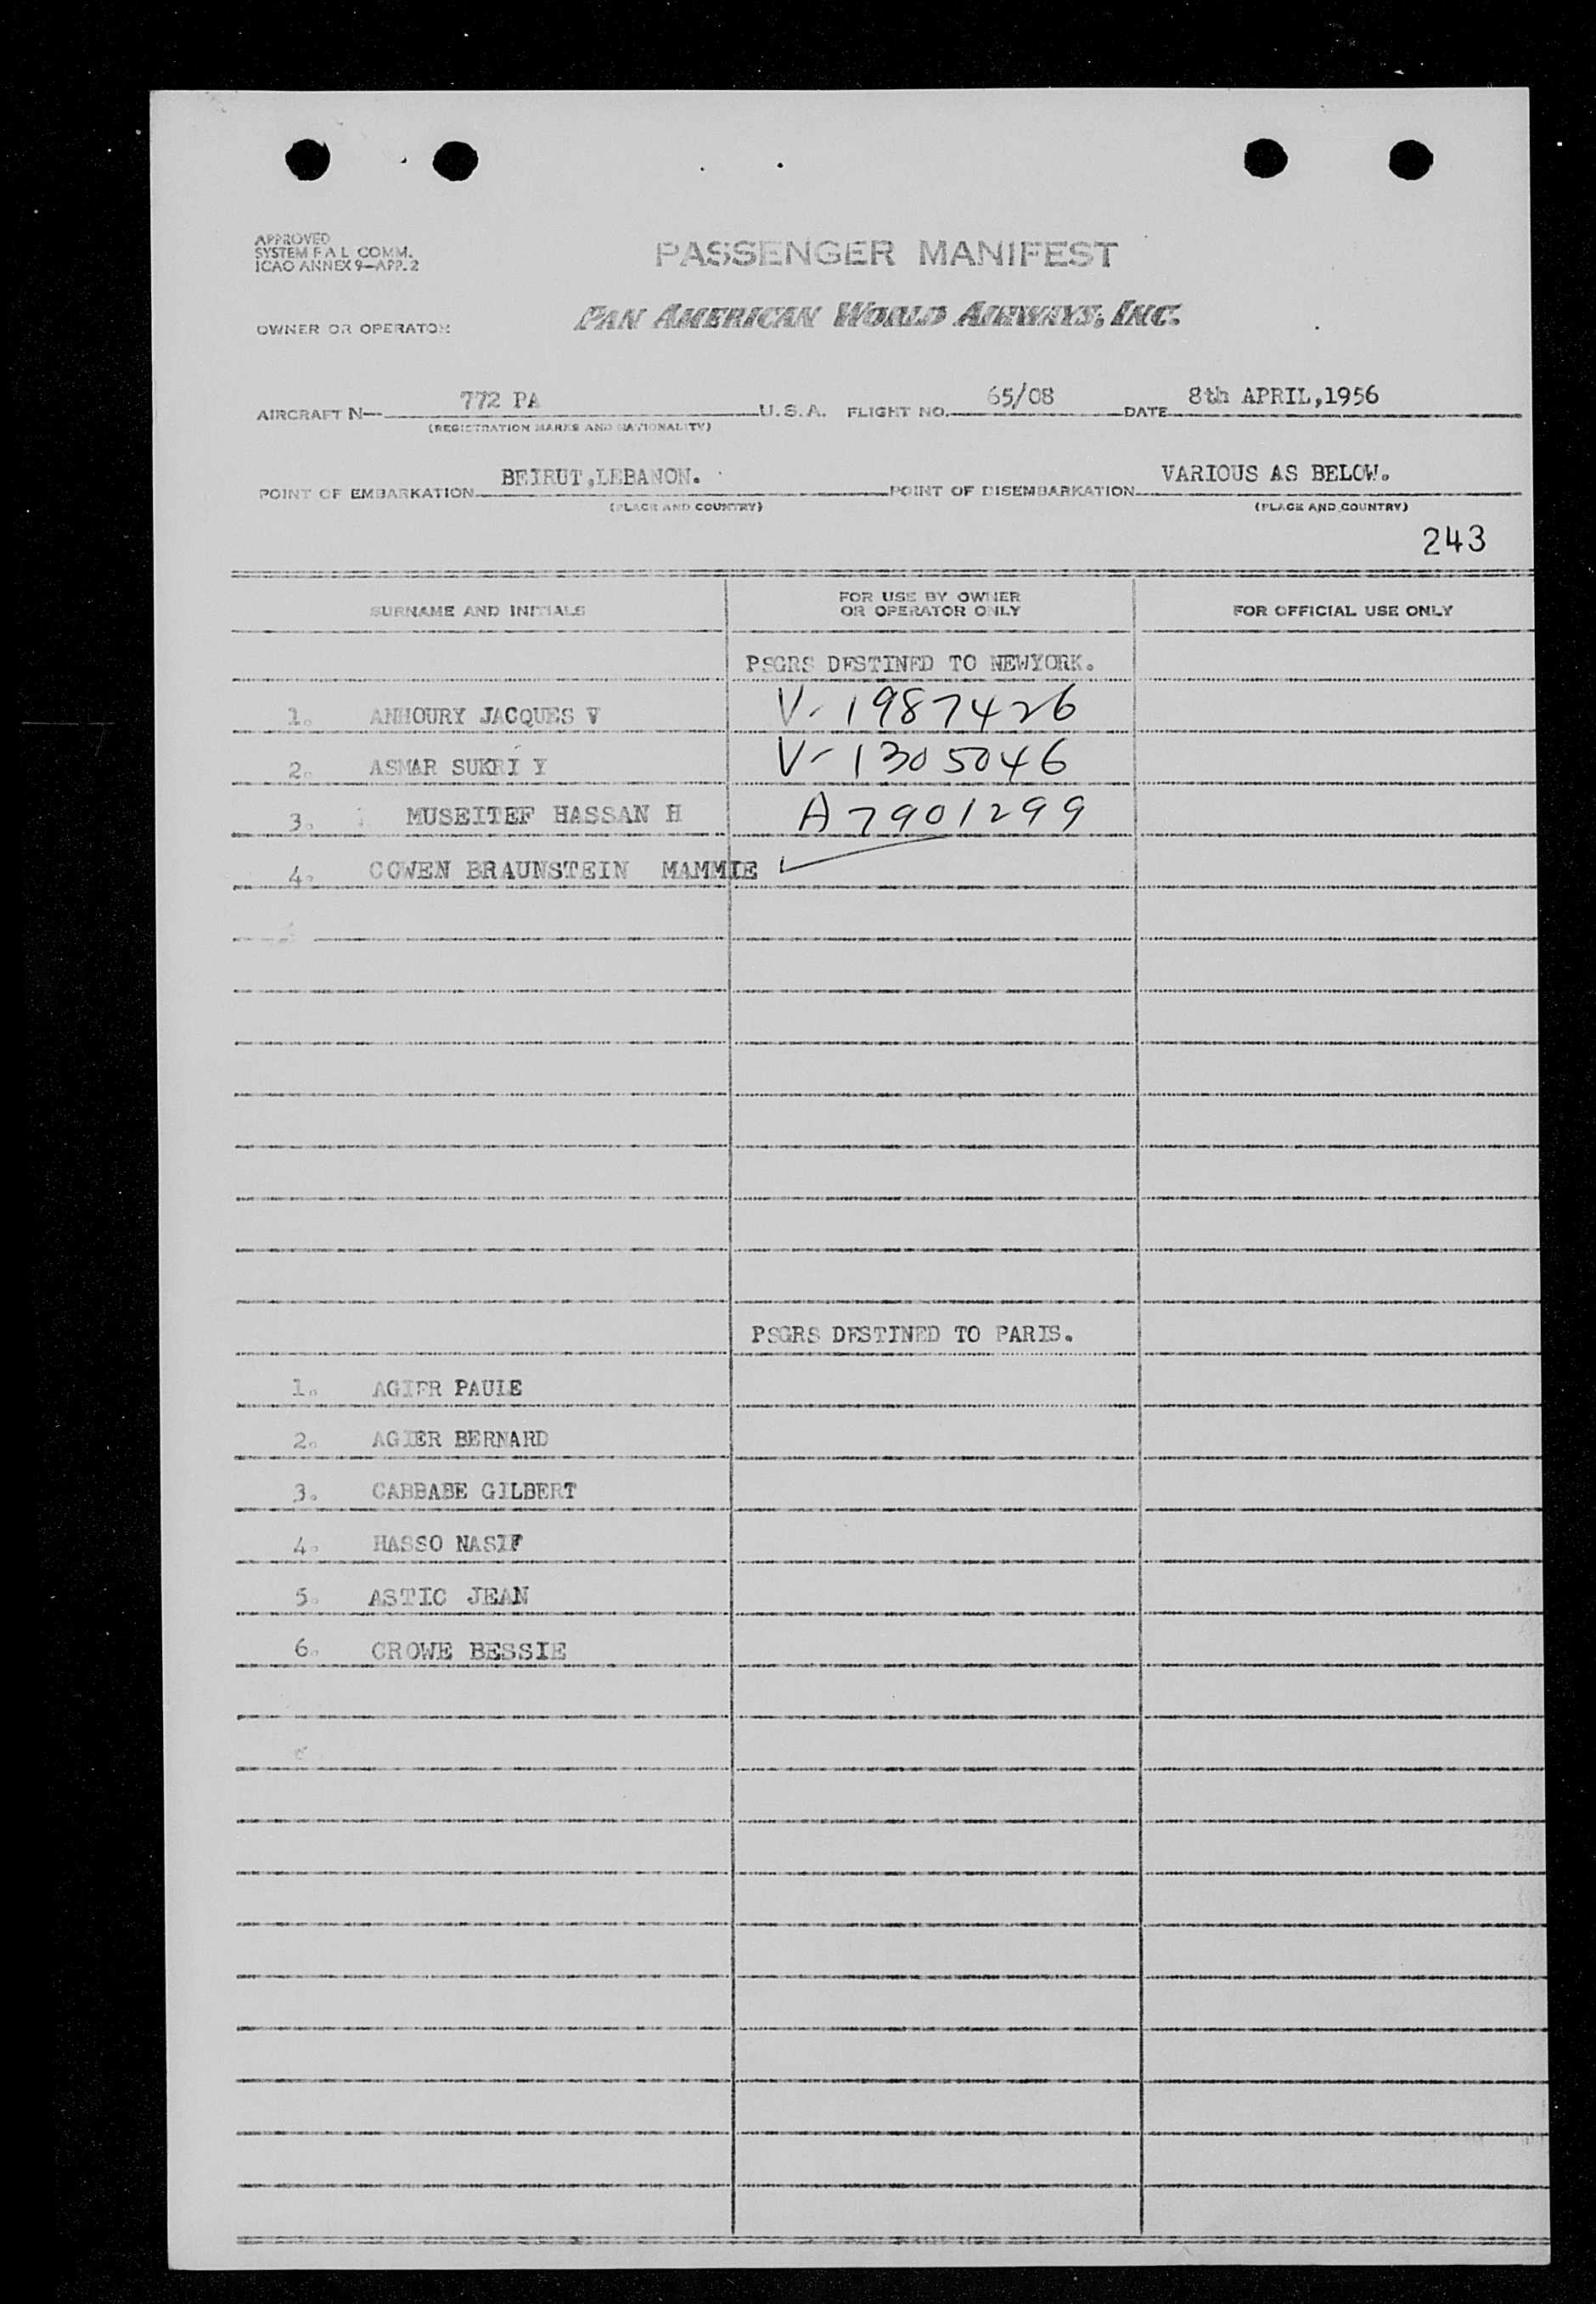 APPROVED
SYSTEM F A L COMM.
ICAO ANNEX 9—APP. 2
PASSENGER MANIFEST
OWNER OR OPERATOR
PAN AMERICAN WORLD AIRWAYS, INC.
AIRCRAFT N— 772 PA U. S. A. FLIGHT NO. 65/08 DATE 8th APRIL,1956
(REGISTRATION MARKS AND NATIONALITY)
POINT OF EMBARKATION BEIRUT,LEBANON. POINT OF DISEMBARKATION VARIOUS AS BELOW.
(PLACE AND COUNTRY) (PLACE AND COUNTRY)
243
SURNAME AND INITIALS FOR USE BY OWNER OR OPERATOR ONLY FOR OFFICIAL USE ONLY
PSGRS DESTINED TO NEWYORK.
1. ANHOURY JACQUES V V-1987426
2. ASMAR SUKRI Y V-1305046
3. MUSEITEF HASSAN H A7901299
4. COWEN BRAUNSTEIN MAMMIE ✓
PSGRS DESTINED TO PARIS.
1. AGIER PAULE
2. AGIER BERNARD
3. CABBABE GILBERT
4. HASSO NASIF
5. ASTIC JEAN
6. CROWE BESSIE